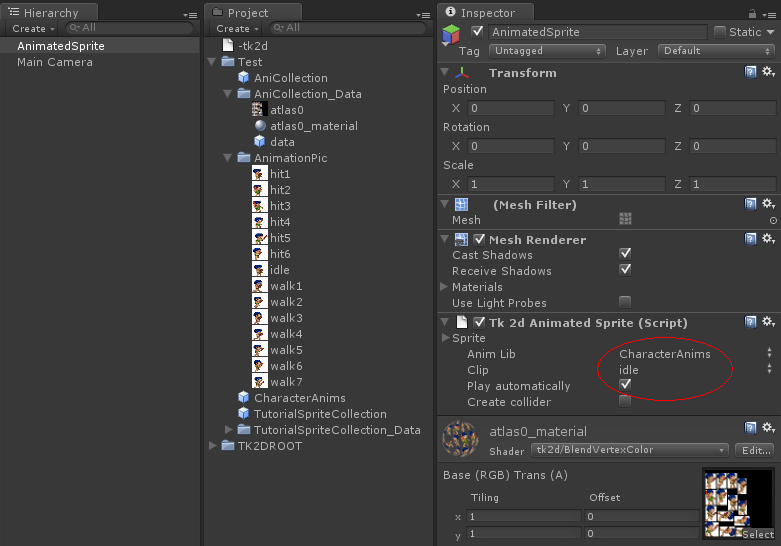 Hierarchy
Create
All
AnimatedSprite
Main Camera
Project
Create
All
-tk2d
Test
AniCollection
AniCollection_Data
atlas0
atlas0_material
data
AnimationPic
hit1
hit2
hit3
hit4
hit5
hit6
idle
walk1
walk2
walk3
walk4
walk5
walk6
walk7
CharacterAnims
TutorialSpriteCollection
TutorialSpriteCollection_Data
TK2DROOT
Inspector
AnimatedSprite Static
Tag Untagged Layer Default
Transform
Position
X 0 Y 0 Z 0
Rotation
X 0 Y 0 Z 0
Scale
X 1 Y 1 Z 1
(Mesh Filter)
Mesh
Mesh Renderer
Cast Shadows
Receive Shadows
Materials
Use Light Probes
Tk 2d Animated Sprite (Script)
Sprite
Anim Lib CharacterAnims
Clip idle
Play automatically
Create collider
atlas0_material
Shader tk2d/BlendVertexColor Edit...
Base (RGB) Trans (A)
Tiling Offset
x 1 0
y 1 0
Select